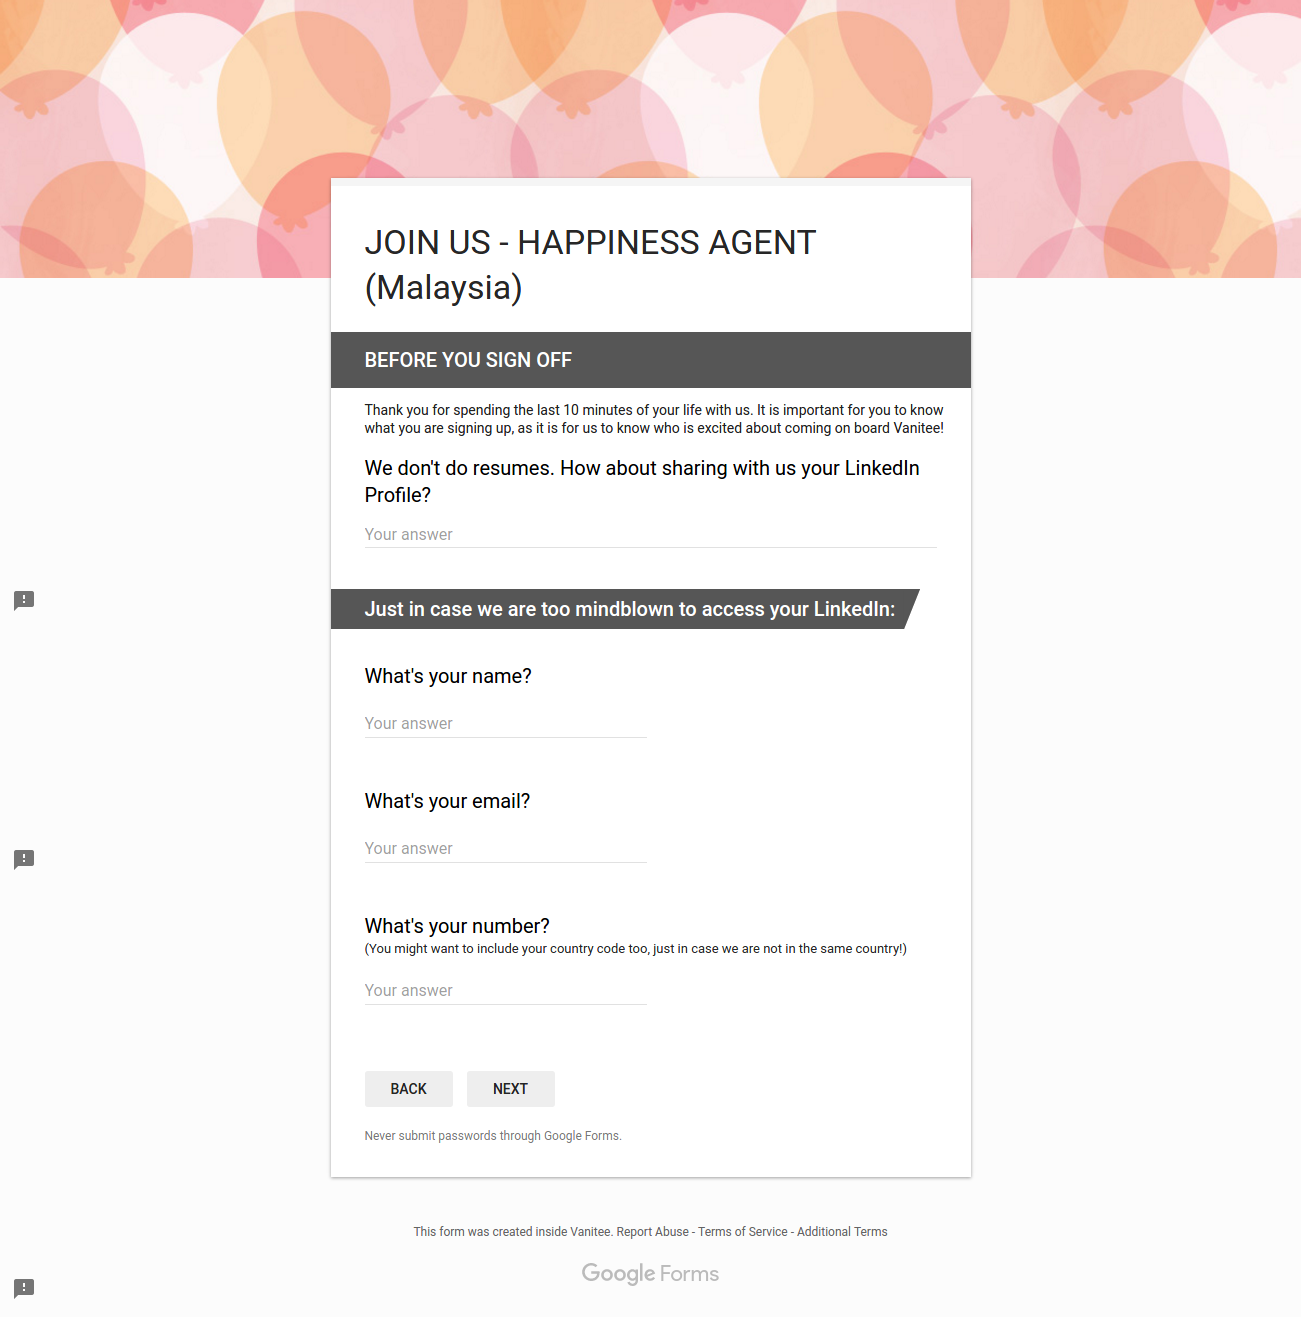 JOIN US - HAPPINESS AGENT
(Malaysia)
BEFORE YOU SIGN OFF
Thank you for spending the last 10 minutes of your life with us. It is important for you to know
what you are signing up, as it is for us to know who is excited about coming on board Vanitee!
We don't do resumes. How about sharing with us your LinkedIn
Profile?
Your answer
Just in case we are too mindblown to access your LinkedIn:
What's your name?
Your answer
What's your email?
Your answer
What's your number?
(You might want to include your country code too, just in case we are not in the same country!)
Your answer
BACK NEXT
Never submit passwords through Google Forms.
This form was created inside Vanitee. Report Abuse - Terms of Service - Additional Terms
Google Forms